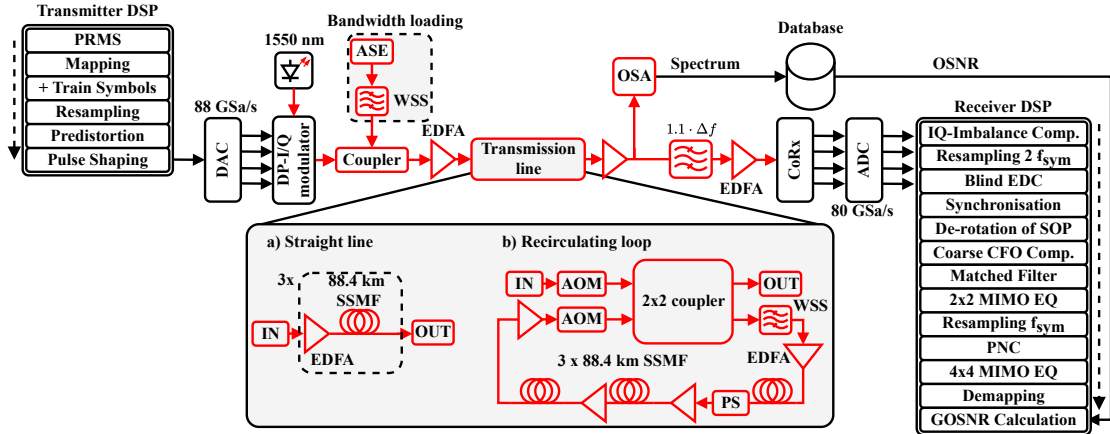 Transmitter DSP
PRMS
Mapping
+ Train Symbols
Resampling
Predistortion
Pulse Shaping
88 GSa/s
DAC
1550 nm
DP-I/Q
modulator
Bandwidth loading
ASE
WSS
Coupler
EDFA
Transmission
line
OSA
Spectrum
Database
OSNR
1.1 · Δf
EDFA
CoRx
ADC
80 GSa/s
Receiver DSP
IQ-Imbalance Comp.
Resampling 2 fsym
Blind EDC
Synchronisation
De-rotation of SOP
Coarse CFO Comp.
Matched Filter
2x2 MIMO EQ
Resampling fsym
PNC
4x4 MIMO EQ
Demapping
GOSNR Calculation
a) Straight line
3x
88.4 km
SSMF
IN
EDFA
OUT
b) Recirculating loop
IN
AOM
AOM
2x2 coupler
OUT
WSS
EDFA
3 x 88.4 km SSMF
PS